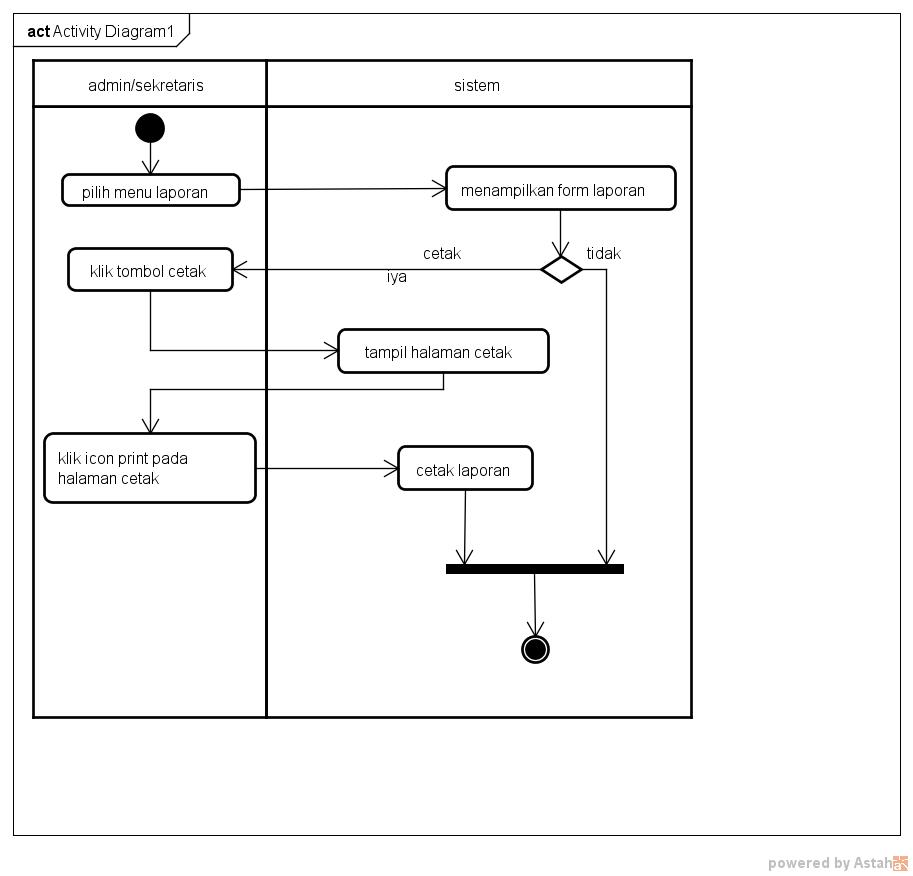 act Activity Diagram1
admin/sekretaris
sistem
pilih menu laporan
menampilkan form laporan
cetak
tidak
klik tombol cetak
iya
tampil halaman cetak
klik icon print pada
halaman cetak
cetak laporan
powered by Astah